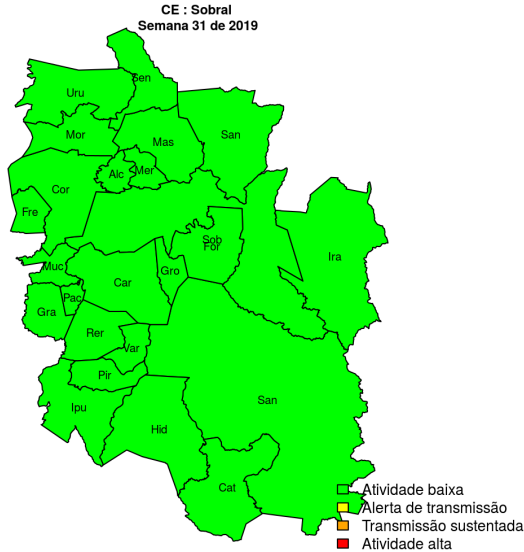 CE : Sobral
Semana 31 de 2019
Sen
Uru
Mor
Mas
San
Alc
Mer
Cor
Fre
Sob
For
Ira
Muc
Gro
Car
Pac
Gra
Rer
Var
Pir
San
Ipu
Hid
Cat
Atividade baixa
Alerta de transmissão
Transmissão sustentada
Atividade alta